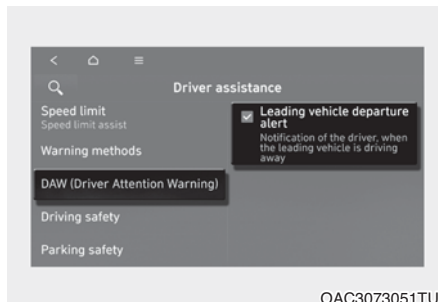 Driver assistance
Speed limit
Speed limit assist
Warning methods
DAW (Driver Attention Warning)
Driving safety
Parking safety
Leading vehicle departure
alert
Notification of the driver, when
the leading vehicle is driving
away
OAC3073051TU